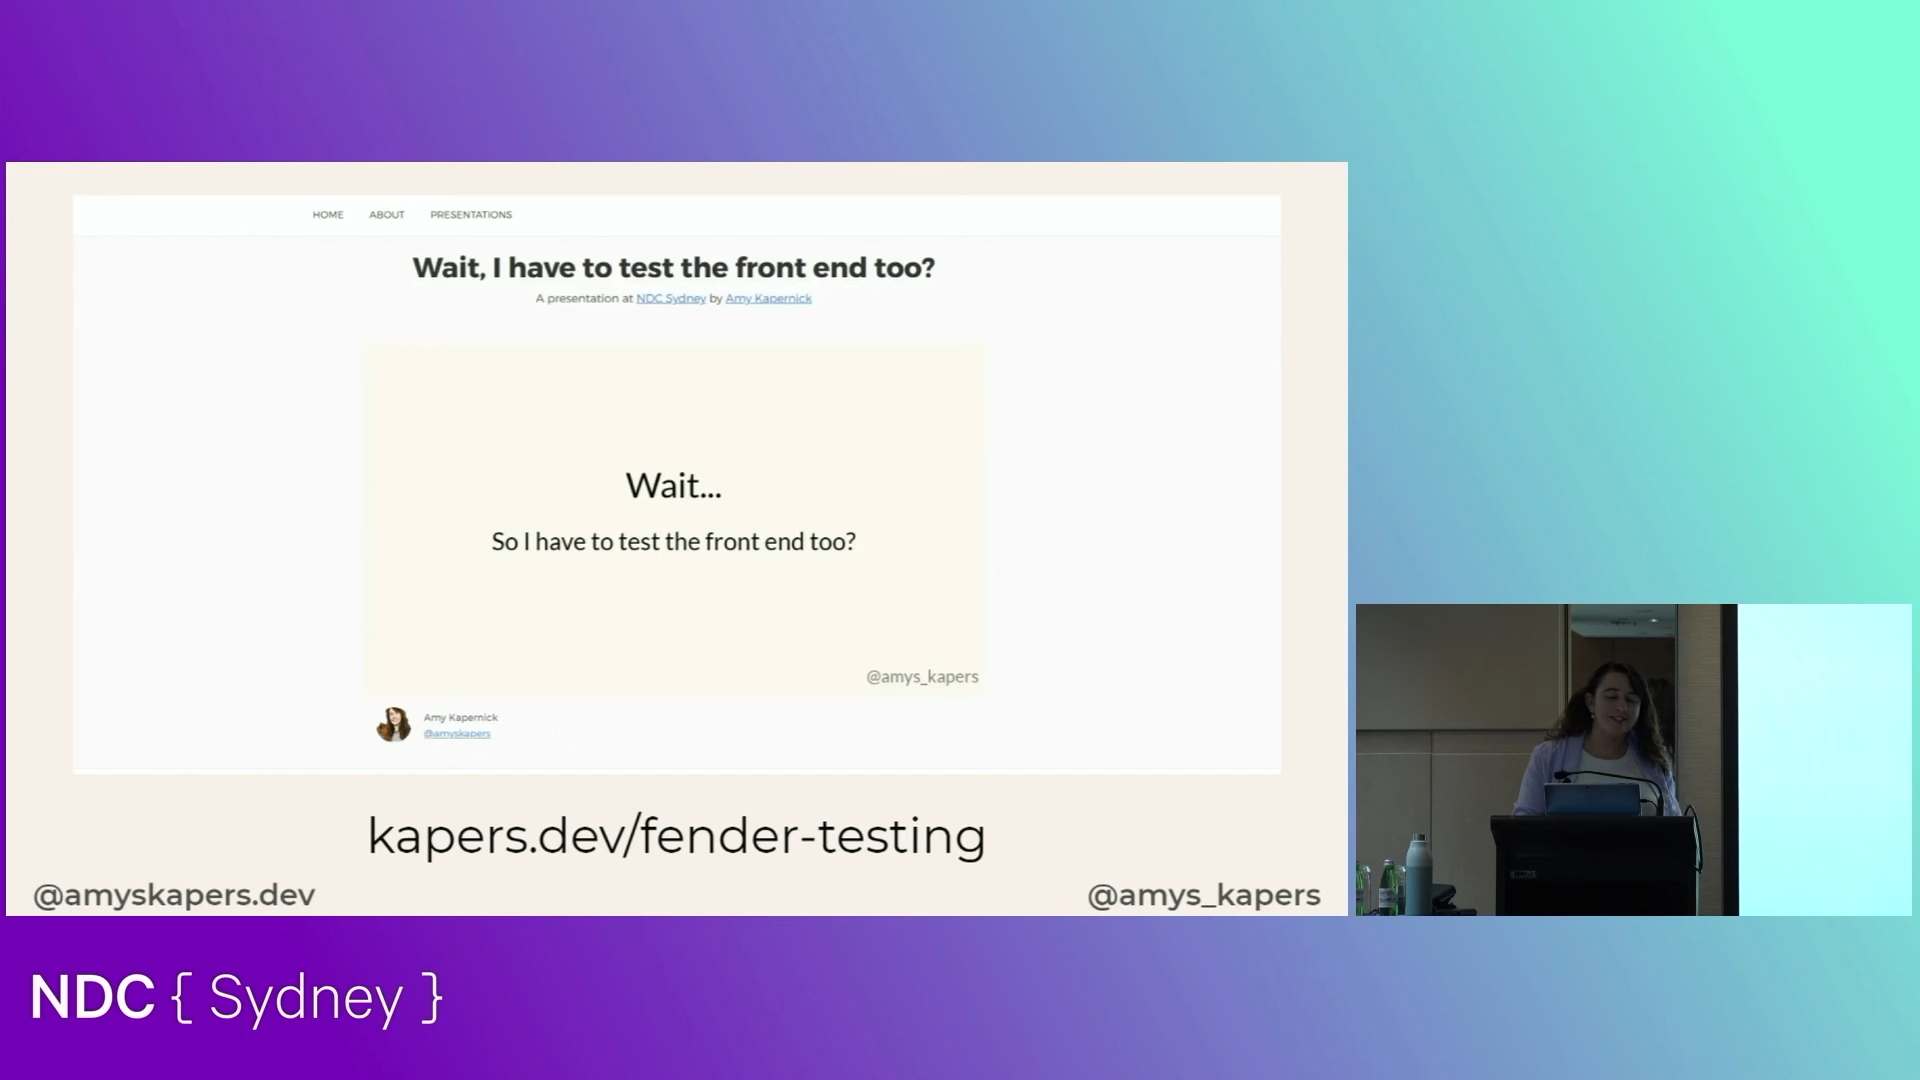 HOME ABOUT PRESENTATIONS
Wait, I have to test the front end too?
A presentation at NDC Sydney by Amy Kapernick
Wait...
So I have to test the front end too?
@amys_kapers
Amy Kapernick
@amyskapers
kapers.dev/fender-testing
@amyskapers.dev
@amys_kapers
NDC { Sydney }